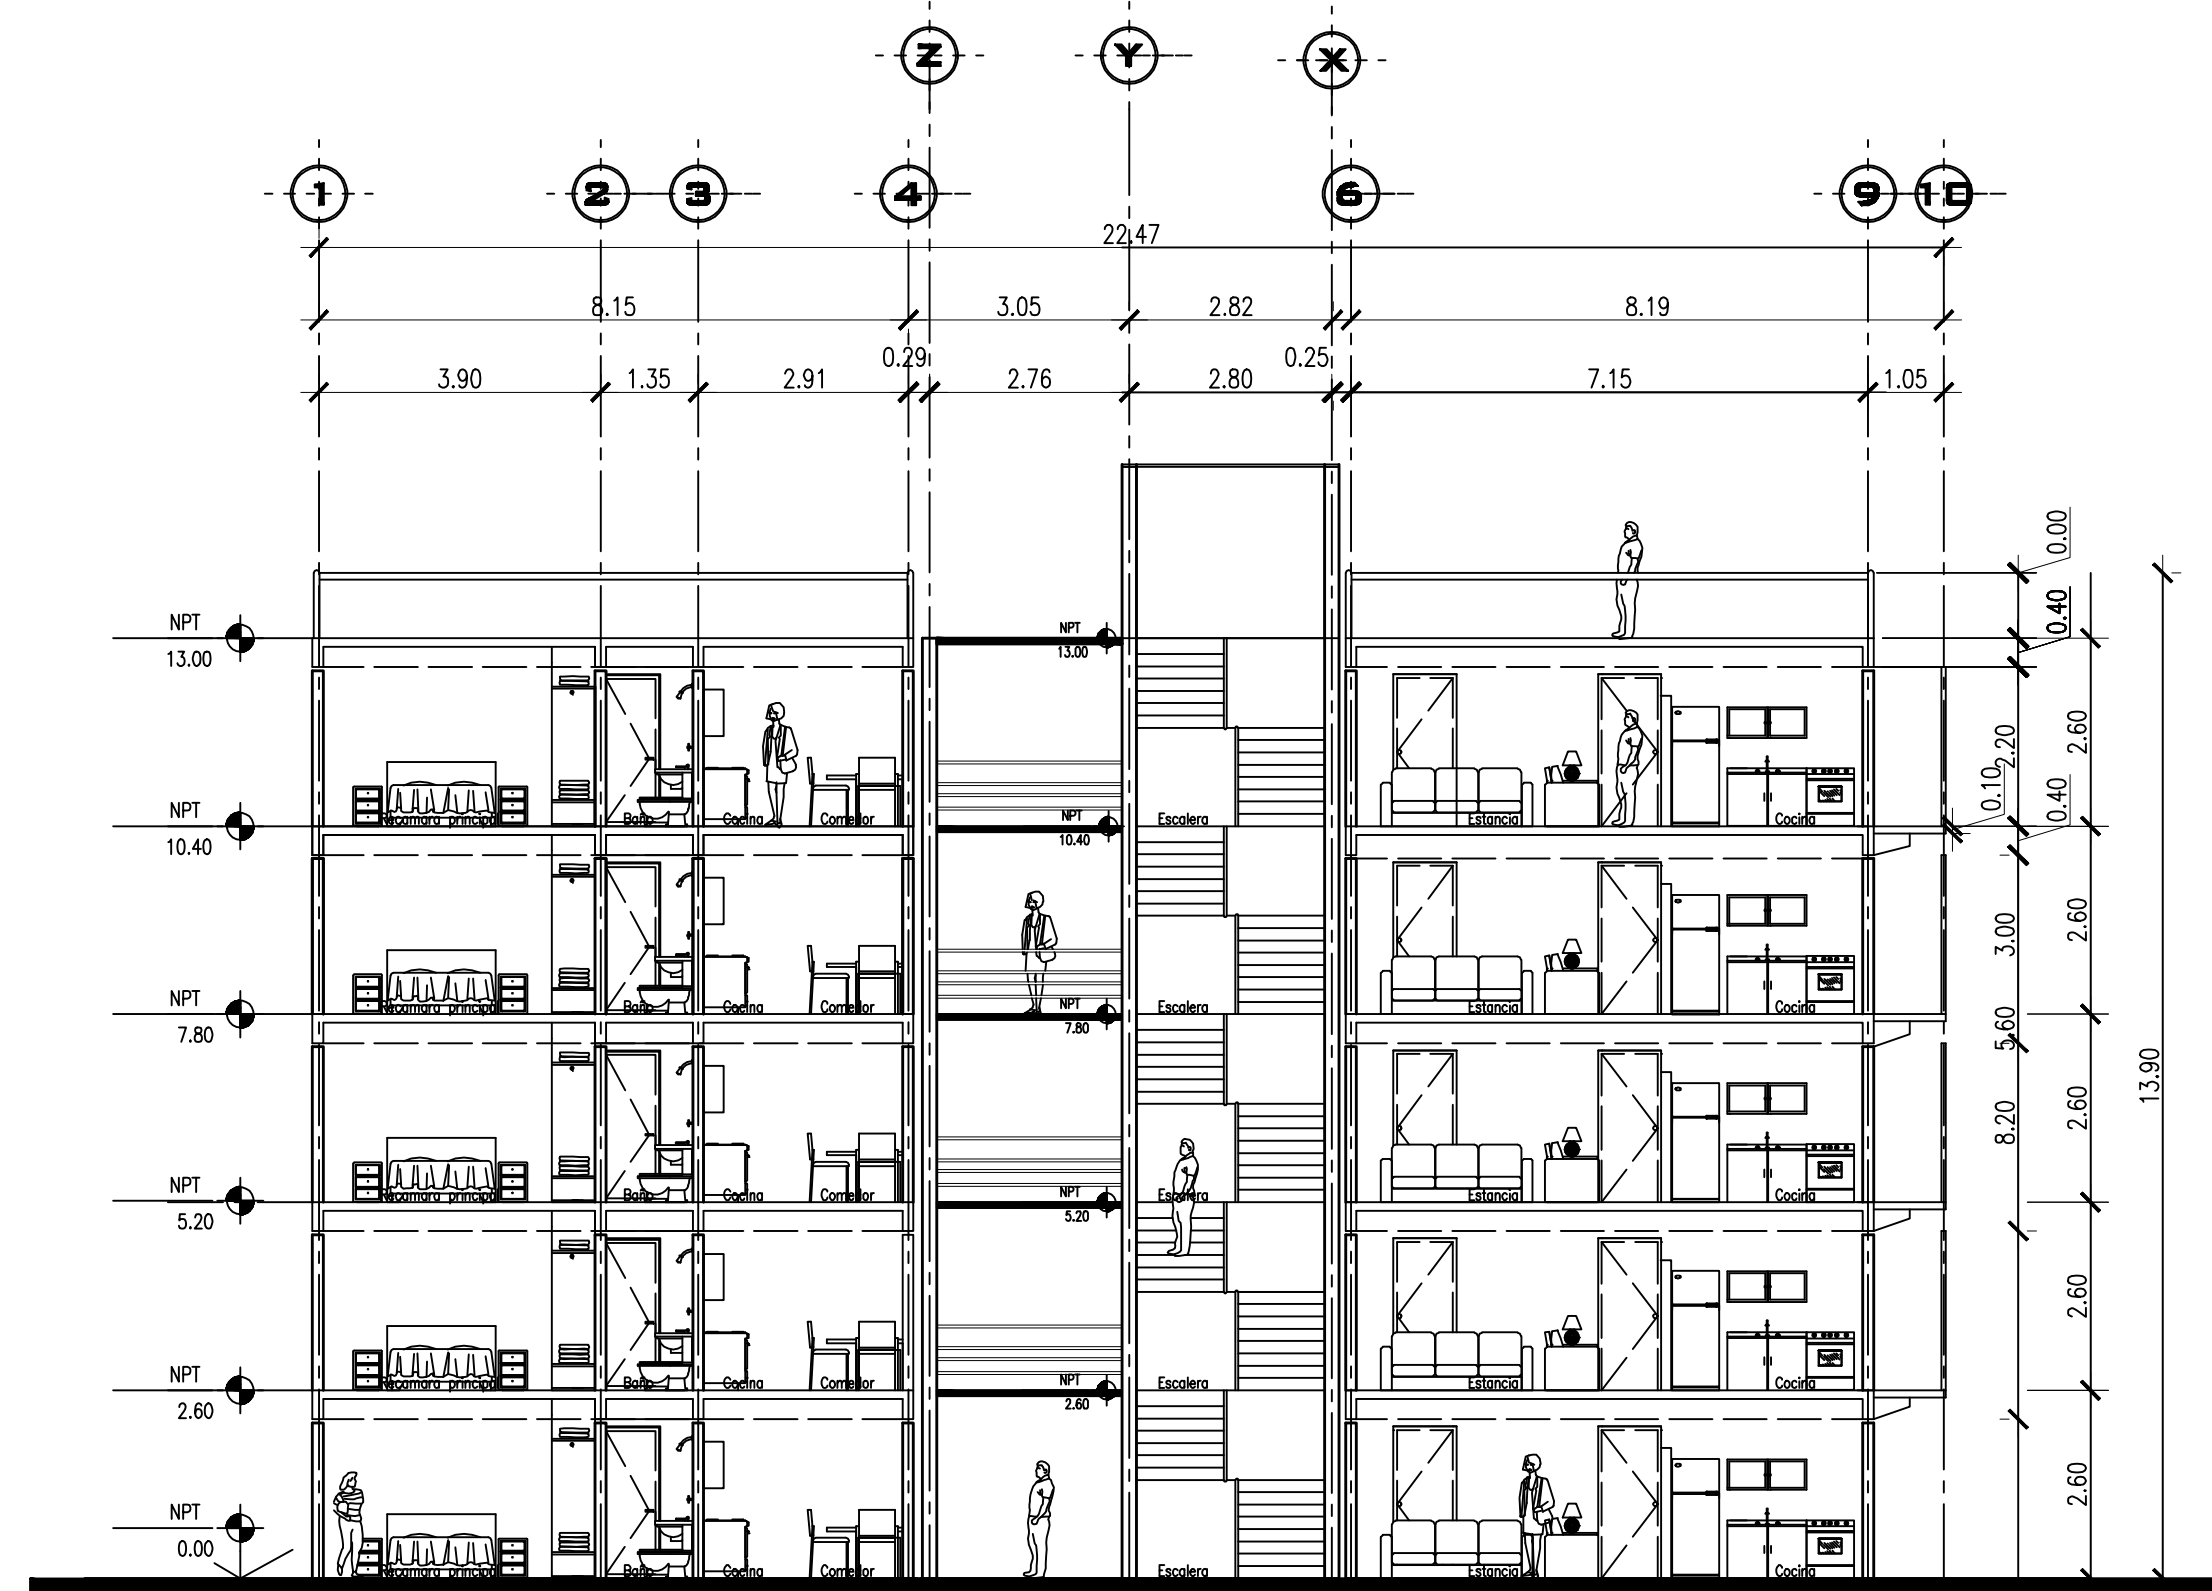 Z Y X
1 2 3 4 6 9 10
22.47
8.15 3.05 2.82 8.19
0.29 0.25
3.90 1.35 2.91 2.76 2.80 7.15 1.05
0.00
0.40
NPT
13.00
NPT
13.00
2.20
2.60
0.10
0.40
NPT
10.40
Recamara principal Baño Cocina Comedor
NPT
10.40
Escalera Estancia Cocina
3.00
2.60
NPT
7.80
Recamara principal Baño Cocina Comedor
NPT
7.80
Escalera Estancia Cocina
5.60
13.90
8.20
2.60
NPT
5.20
Recamara principal Baño Cocina Comedor
NPT
5.20
Escalera Estancia Cocina
2.60
NPT
2.60
Recamara principal Baño Cocina Comedor
NPT
2.60
Escalera Estancia Cocina
2.60
NPT
0.00
Recamara principal Baño Cocina Comedor Escalera Estancia Cocina